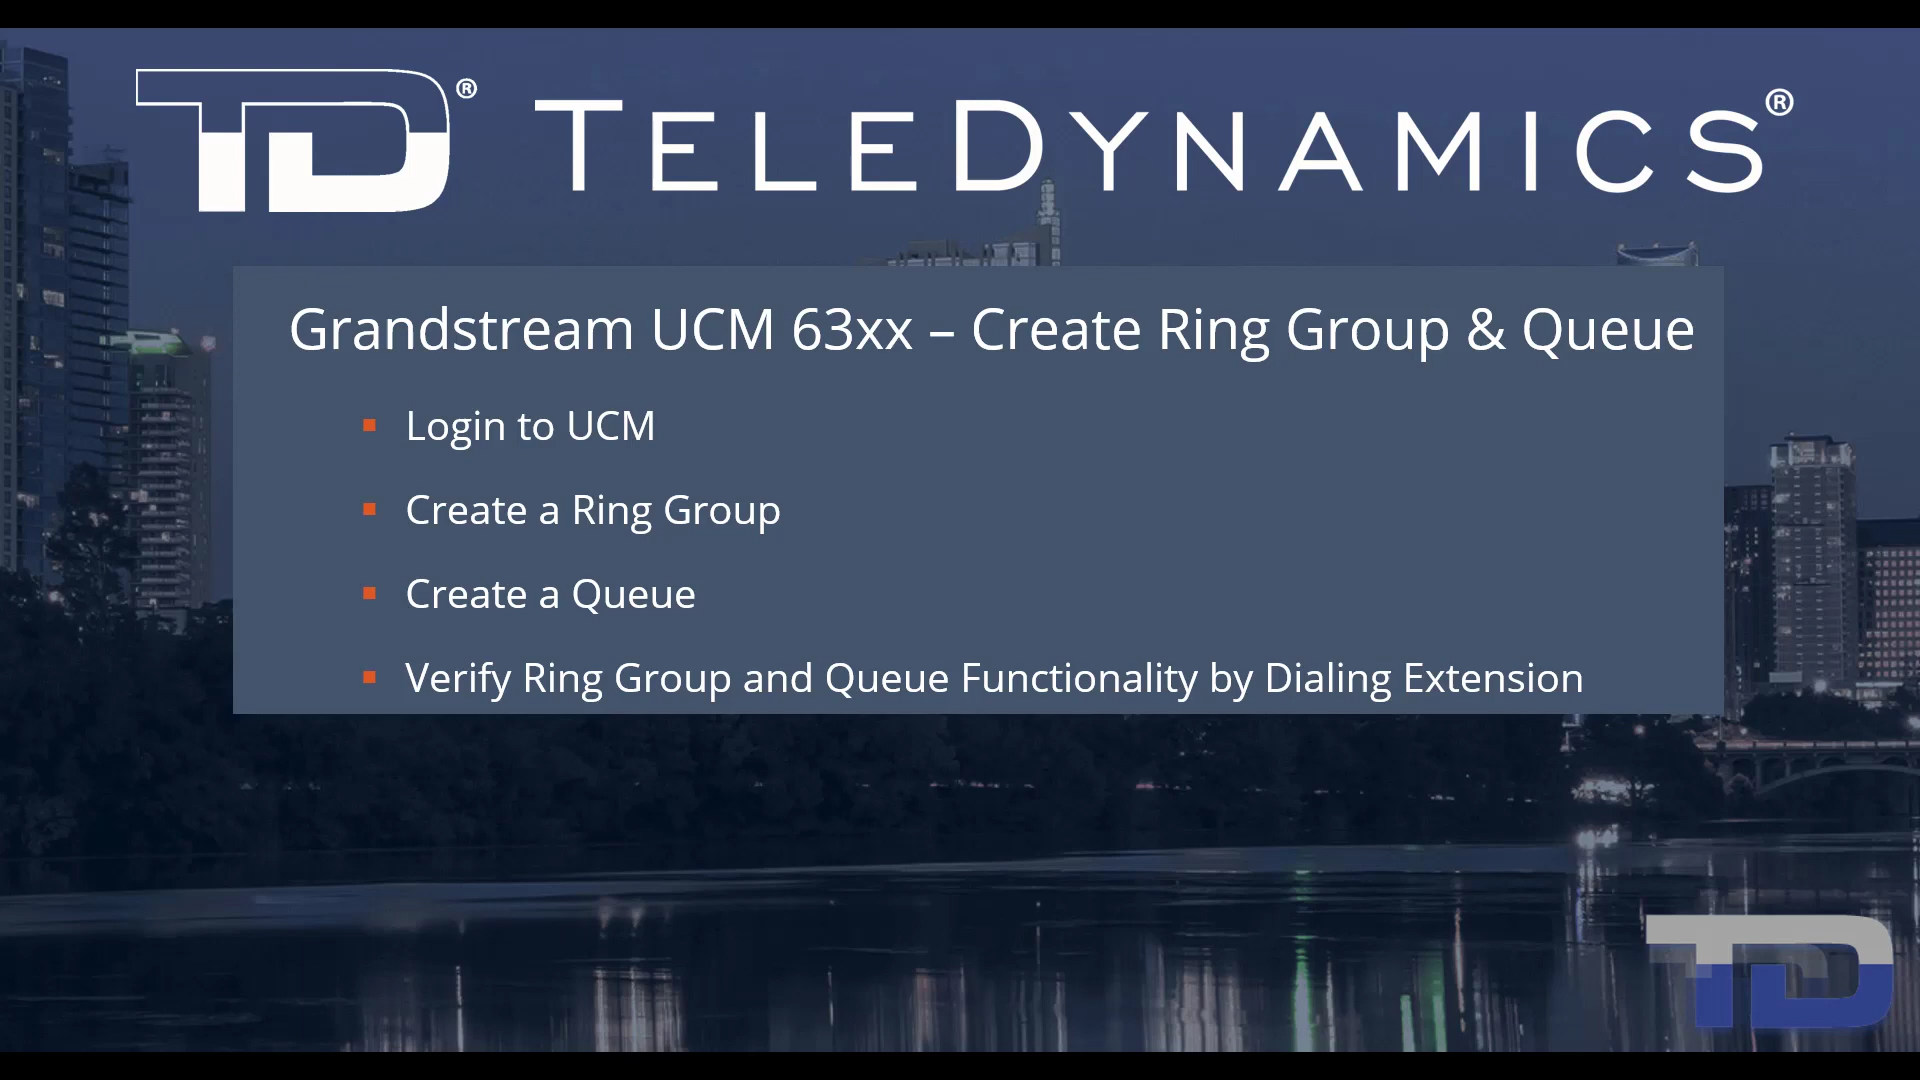 TD® TELEDYNAMICS®
Grandstream UCM 63xx – Create Ring Group & Queue
Login to UCM
Create a Ring Group
Create a Queue
Verify Ring Group and Queue Functionality by Dialing Extension
TD